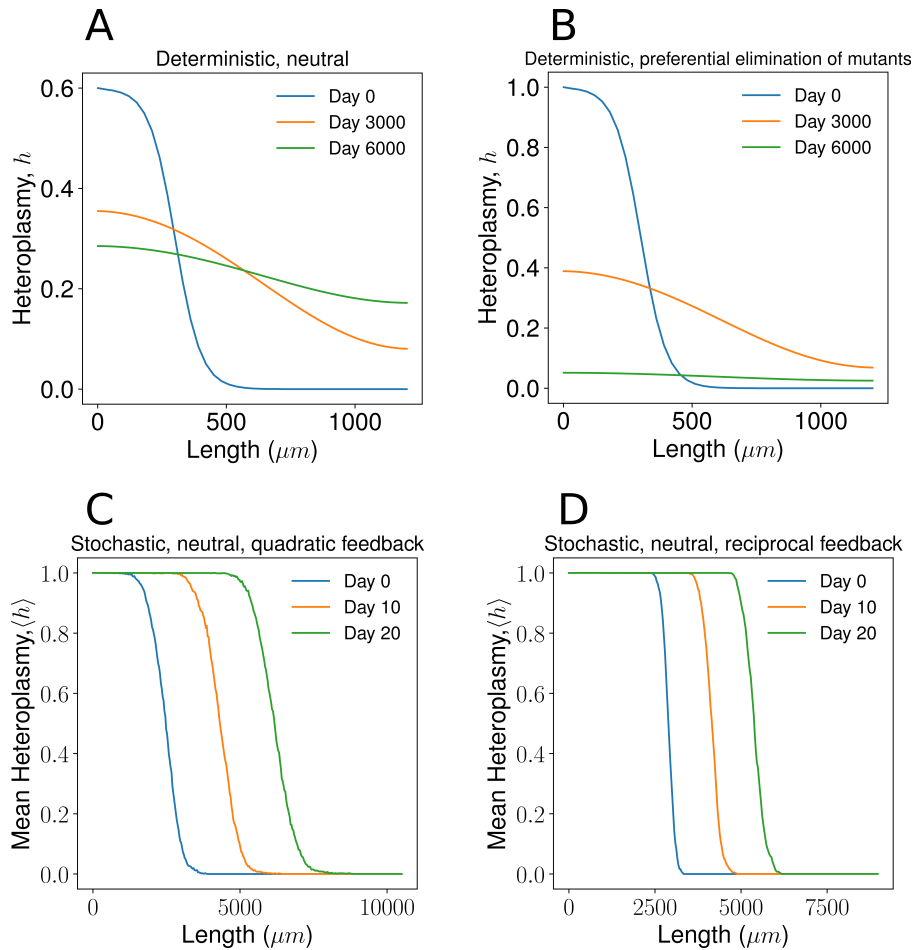 A
Deterministic, neutral
0.6
0.4
0.2
0.0
Heteroplasmy, h
Day 0
Day 3000
Day 6000
0
500
1000
Length (μm)
B
Deterministic, preferential elimination of mutants
1.0
0.8
0.6
0.4
0.2
0.0
Heteroplasmy, h
Day 0
Day 3000
Day 6000
0
500
1000
Length (μm)
C
Stochastic, neutral, quadratic feedback
1.0
0.8
0.6
0.4
0.2
0.0
Mean Heteroplasmy,⟨h⟩
Day 0
Day 10
Day 20
0
5000
10000
Length (μm)
D
Stochastic, neutral, reciprocal feedback
1.0
0.8
0.6
0.4
0.2
0.0
Mean Heteroplasmy,⟨h⟩
Day 0
Day 10
Day 20
0
2500
5000
7500
Length (μm)